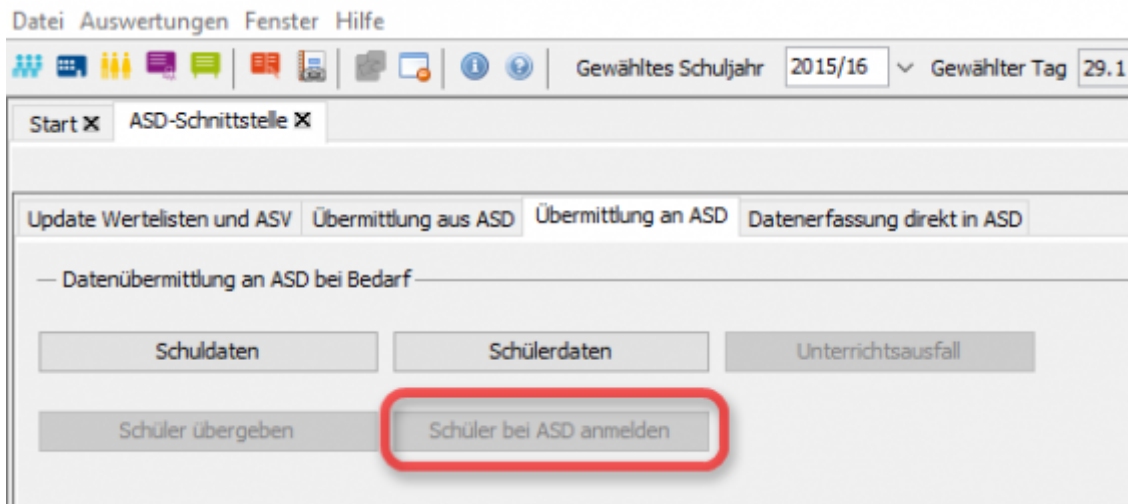 Datei Auswertungen Fenster Hilfe
Gewähltes Schuljahr 2015/16 Gewählter Tag 29.1
Start ASD-Schnittstelle
Update Wertelisten und ASV Übermittlung aus ASD Übermittlung an ASD Datenerfassung direkt in ASD
Datenübermittlung an ASD bei Bedarf
Schuldaten Schülerdaten Unterrichtsausfall
Schüler übergeben Schüler bei ASD anmelden